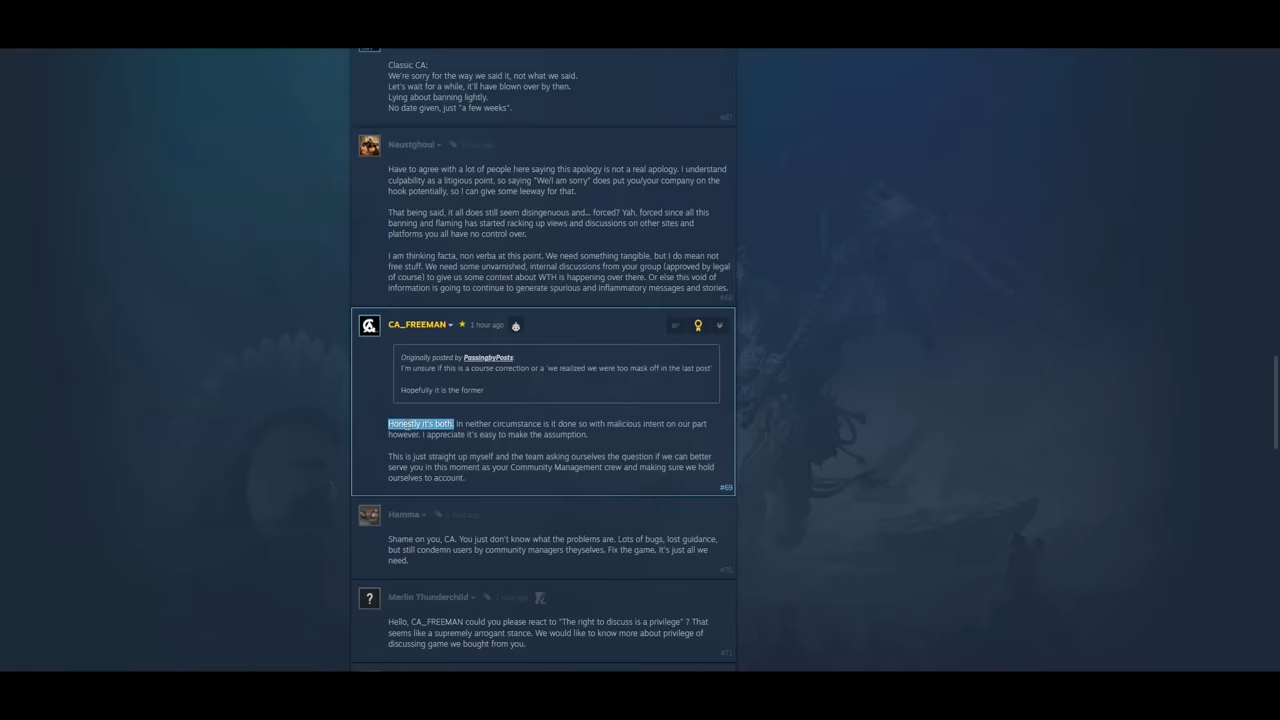 Classic CA:
We're sorry for the way we said it, not what we said.
Let's wait for a while, it'll have blown over by then.
Lying about banning lightly.
No date given, just "a few weeks".
#67
Naustghoul
Have to agree with a lot of people here saying this apology is not a real apology. I understand
culpability as a litigious point, so saying "We/I am sorry" does put you/your company on the
hook potentially, so I can give some leeway for that.
That being said, it all does still seem disingenuous and... forced? Yah, forced since all this
banning and flaming has started racking up views and discussions on other sites and
platforms you all have no control over.
I am thinking facta, non verba at this point. We need something tangible, but I do mean not
free stuff. We need some unvarnished, internal discussions from your group (approved by legal
of course) to give us some context about WTH is happening over there. Or else this void of
information is going to continue to generate spurious and inflammatory messages and stories.
#68
CA_FREEMAN 1 hour ago
Originally posted by PassingbyPosts:
I'm unsure if this is a course correction or a 'we realized we were too mask off in the last post'
Hopefully it is the former
Honestly it's both. In neither circumstance is it done so with malicious intent on our part
however. I appreciate it's easy to make the assumption.
This is just straight up myself and the team asking ourselves the question if we can better
serve you in this moment as your Community Management crew and making sure we hold
ourselves to account.
#69
Hamma 1 hour ago
Shame on you, CA. You just don't know what the problems are. Lots of bugs, lost guidance,
but still condemn users by community managers theyselves. Fix the game. It's just all we
need.
#70
Merlin Thunderchild 1 hour ago
Hello, CA_FREEMAN could you please react to "The right to discuss is a privilege" ? That
seems like a supremely arrogant stance. We would like to know more about privilege of
discussing game we bought from you.
#71